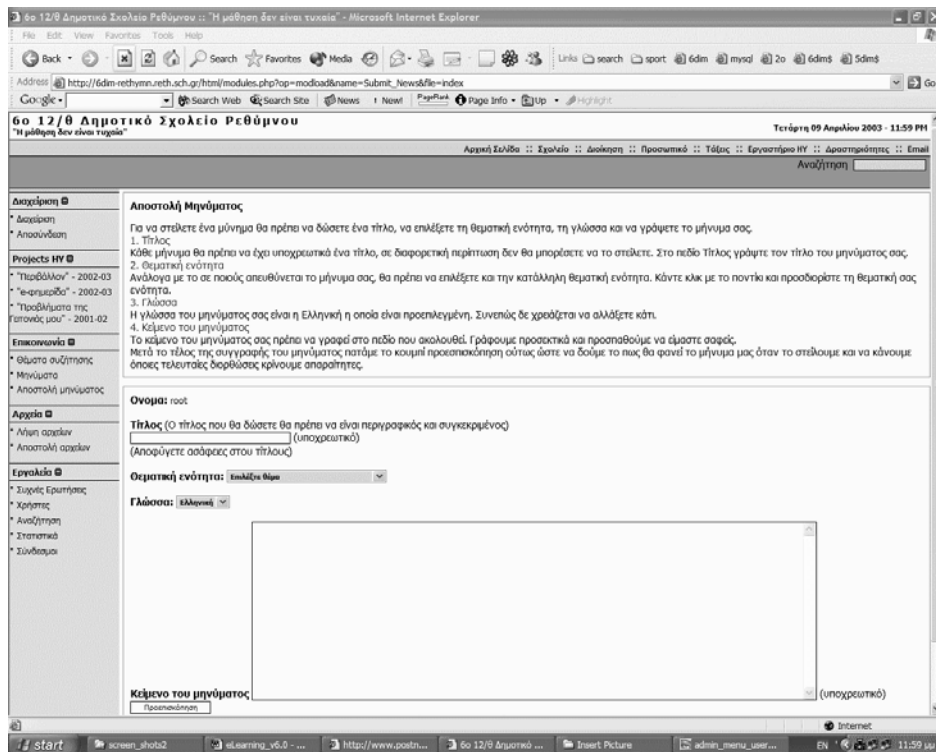 6ο 12/θ Δημοτικό Σχολείο Ρεθύμνου :: "Η μάθηση δεν είναι τυχαία" - Microsoft Internet Explorer
File Edit View Favorites Tools Help
Back Search Favorites Media Links search sport 6dim mysql 2o 6dim$ 5dim$
Address http://6dim-rethymn.reth.sch.gr/html/modules.php?op=modload&name=Submit_News&file=index Go
Google Search Web Search Site News New! PageRank Page Info Up Highlight
6ο 12/θ Δημοτικό Σχολείο Ρεθύμνου
"Η μάθηση δεν είναι τυχαία"
Τετάρτη 09 Απριλίου 2003 - 11:59 PM
Αρχική Σελίδα :: Σχολείο :: Διοίκηση :: Προσωπικό :: Τάξεις :: Εργαστήριο ΗΥ :: Δραστηριότητες :: Email
Αναζήτηση
Διαχείριση
* Διαχείριση
* Αποσύνδεση
Projects ΗΥ
* "Περιβάλλον" - 2002-03
* "e-φημερίδα" - 2002-03
* "Προβλήματα της
Γειτονιάς μου" - 2001-02
Επικοινωνία
* Θέματα συζήτησης
* Μηνύματα
* Αποστολή μηνύματος
Αρχεία
* Λήψη αρχείων
* Αποστολή αρχείων
Εργαλεία
* Συχνές Ερωτήσεις
* Χρήστες
* Αναζήτηση
* Στατιστικά
* Σύνδεσμοι
Αποστολή Μηνύματος
Για να στείλετε ένα μύνημα θα πρέπει να δώσετε ένα τίτλο, να επιλέξετε τη θεματική ενότητα, τη γλώσσα και να γράψετε το μήνυμα σας.
1. Τίτλος
Κάθε μήνυμα θα πρέπει να έχει υποχρεωτικά ένα τίτλο, σε διαφορετική περίπτωση δεν θα μπορέσετε να το στείλετε. Στο πεδίο Τίτλος γράψτε τον τίτλο του μηνύματος σας.
2. Θεματική ενότητα
Ανάλογα με το σε ποιούς απευθύνεται το μήνυμα σας, θα πρέπει να επιλέξετε και την κατάλληλη θεματική ενότητα. Κάντε κλικ με το ποντίκι και προσδιορίστε τη θεματική σας
ενότητα.
3. Γλώσσα
Η γλώσσα του μηνύματος σας είναι η Ελληνική η οποία είναι προεπιλεγμένη. Συνεπώς δε χρειάζεται να αλλάξετε κάτι.
4. Κείμενο του μηνύματος
Το κείμενο του μηνύματος σας πρέπει να γραφεί στο πεδίο που ακολουθεί. Γράφουμε προσεκτικά και προσπαθούμε να είμαστε σαφείς.
Μετά το τέλος της συγγραφής του μηνύματος πατάμε το κουμπί προεσπισκόπηση ούτως ώστε να δούμε το πως θα φανεί το μήνυμα μας όταν το στείλουμε και να κάνουμε
όποιες τελευταίες διορθώσεις κρίνουμε απαραίτητες.
Ονομα: root
Τίτλος (Ο τίτλος που θα δώσετε θα πρέπει να είναι περιγραφικός και συγκεκριμένος)
(υποχρεωτικό)
(Αποφύγετε ασάφειες στου τίτλους)
Θεματική ενότητα: Επιλέξτε θέμα
Γλώσσα: Ελληνική
Κείμενο του μηνύματος (υποχρεωτικό)
Προεπισκόπηση
Internet
start screen_shots2 eLearning_v6.0 - ... http://www.postn... 6ο 12/θ Δημοτικό ... Insert Picture admin_menu_user... EN 11:59 μμ